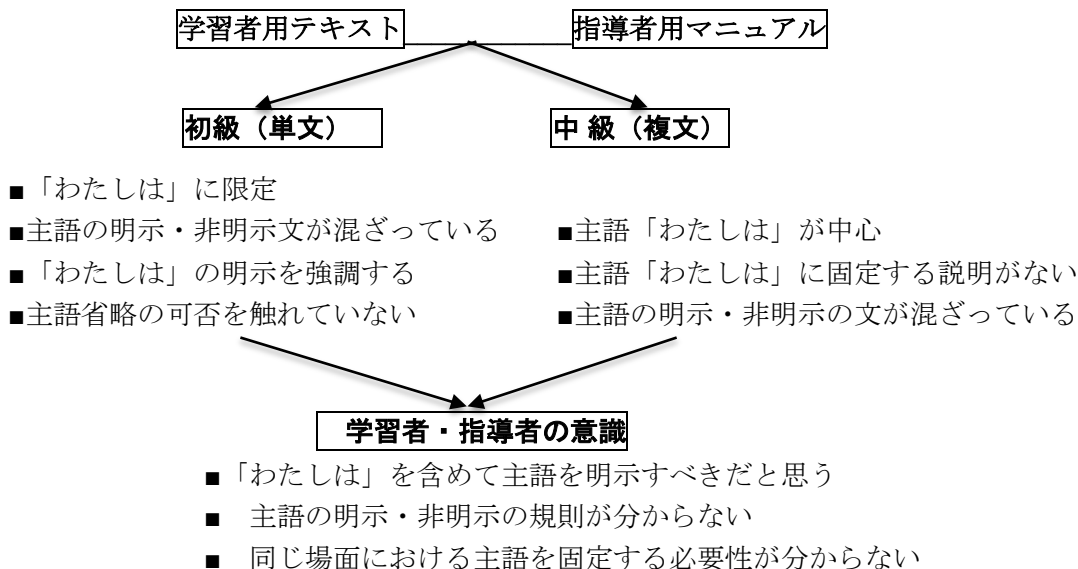 学習者用テキスト　指導者用マニュアル
初級（単文）　中 級（複文）
■「わたしは」に限定
■主語の明示・非明示文が混ざっている　■主語「わたしは」が中心
■「わたしは」の明示を強調する　■主語「わたしは」に固定する説明がない
■主語省略の可否を触れていない　■主語の明示・非明示の文が混ざっている
学習者・指導者の意識
■「わたしは」を含めて主語を明示すべきだと思う
■　主語の明示・非明示の規則が分からない
■　同じ場面における主語を固定する必要性が分からない